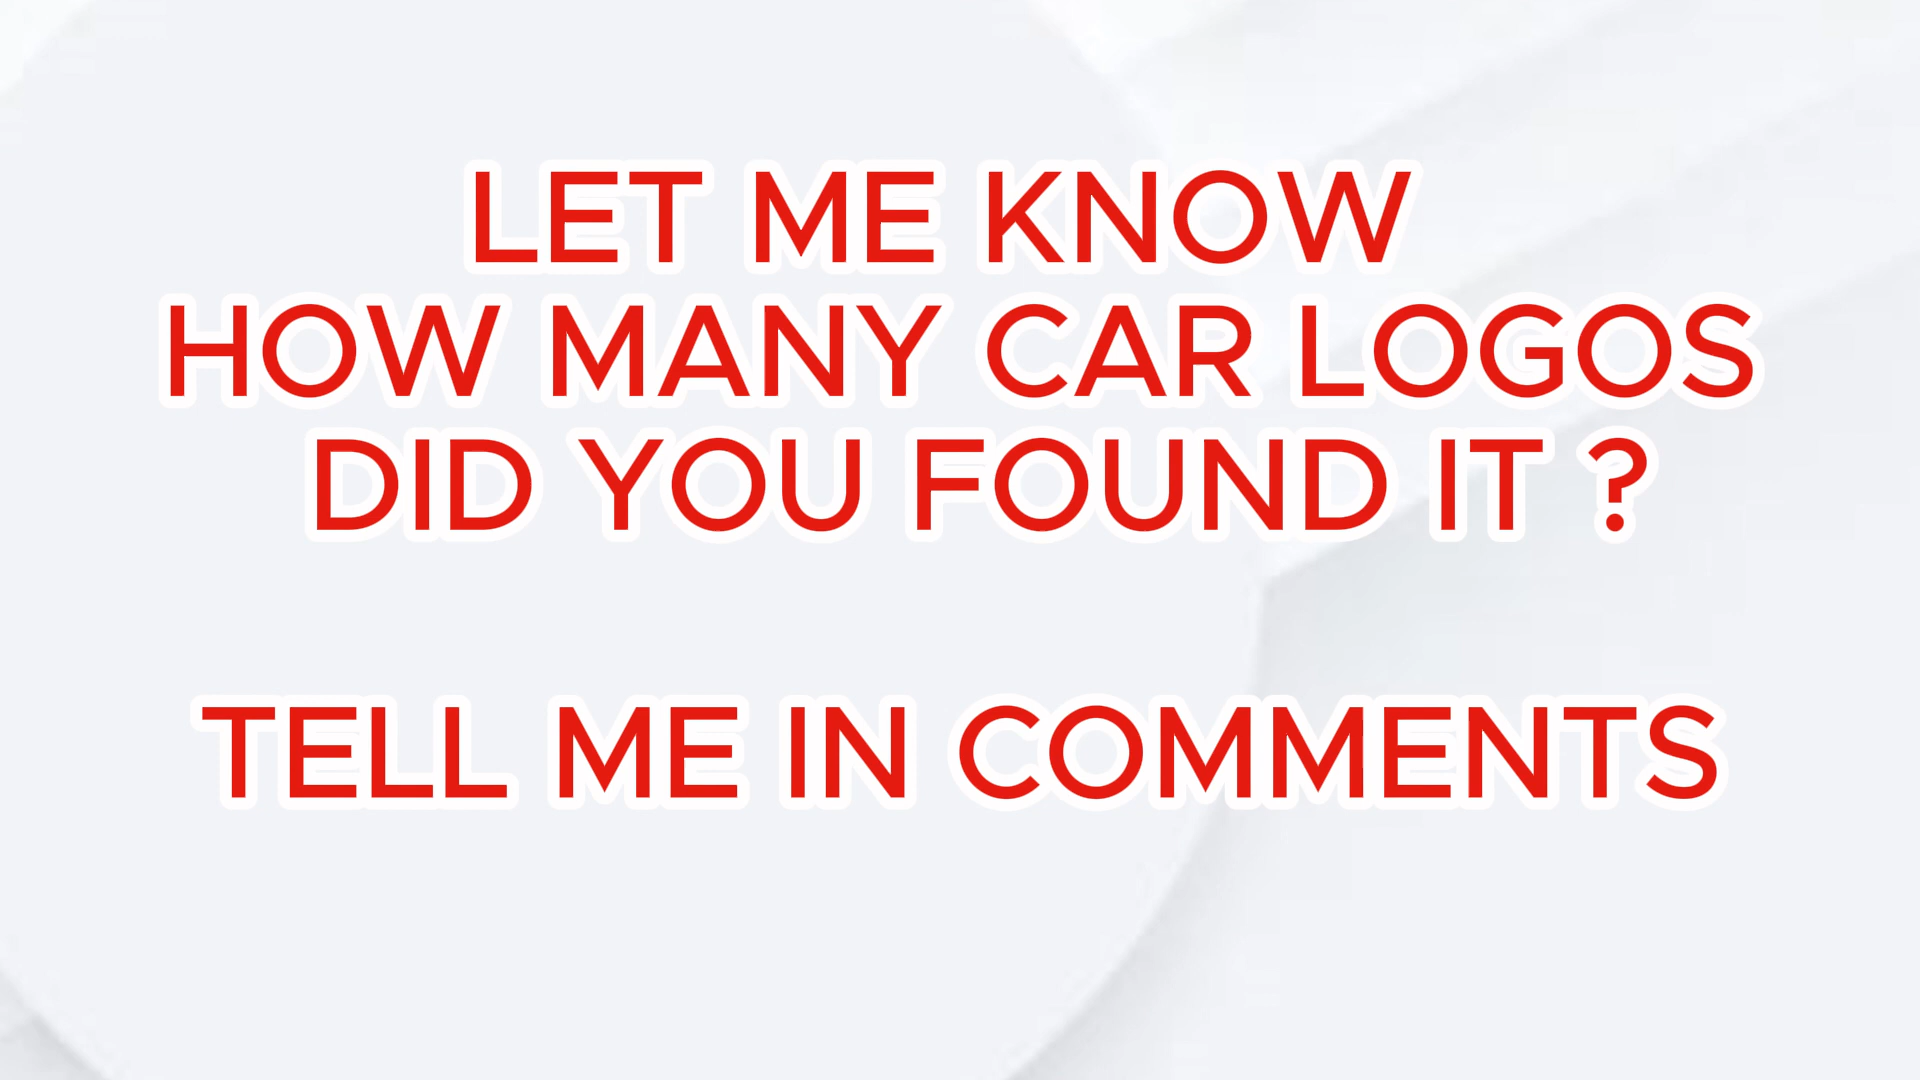 LET ME KNOW
HOW MANY CAR LOGOS
DID YOU FOUND IT ?
TELL ME IN COMMENTS